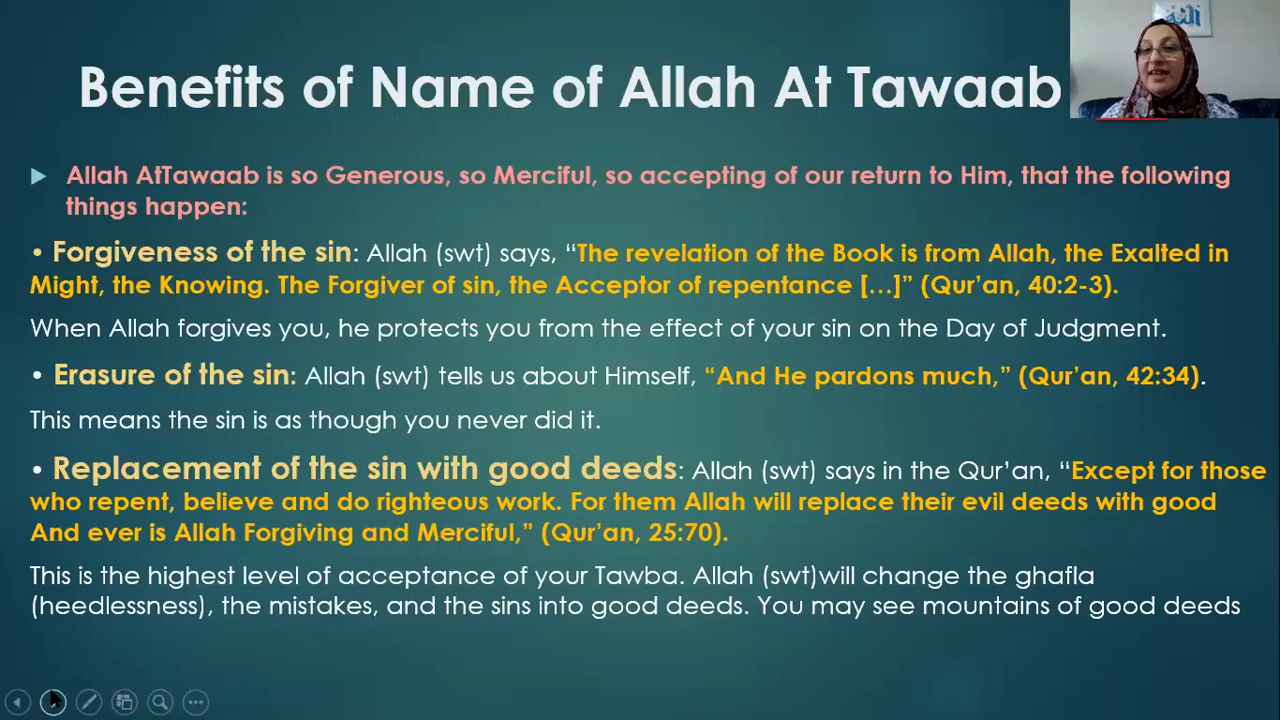 Benefits of Name of Allah At Tawaab
Allah AtTawaab is so Generous, so Merciful, so accepting of our return to Him, that the following
things happen:
• Forgiveness of the sin: Allah (swt) says, “The revelation of the Book is from Allah, the Exalted in
Might, the Knowing. The Forgiver of sin, the Acceptor of repentance […]” (Qur’an, 40:2-3).
When Allah forgives you, he protects you from the effect of your sin on the Day of Judgment.
• Erasure of the sin: Allah (swt) tells us about Himself, “And He pardons much,” (Qur’an, 42:34).
This means the sin is as though you never did it.
• Replacement of the sin with good deeds: Allah (swt) says in the Qur’an, “Except for those
who repent, believe and do righteous work. For them Allah will replace their evil deeds with good
And ever is Allah Forgiving and Merciful,” (Qur’an, 25:70).
This is the highest level of acceptance of your Tawba. Allah (swt)will change the ghafla
(heedlessness), the mistakes, and the sins into good deeds. You may see mountains of good deeds